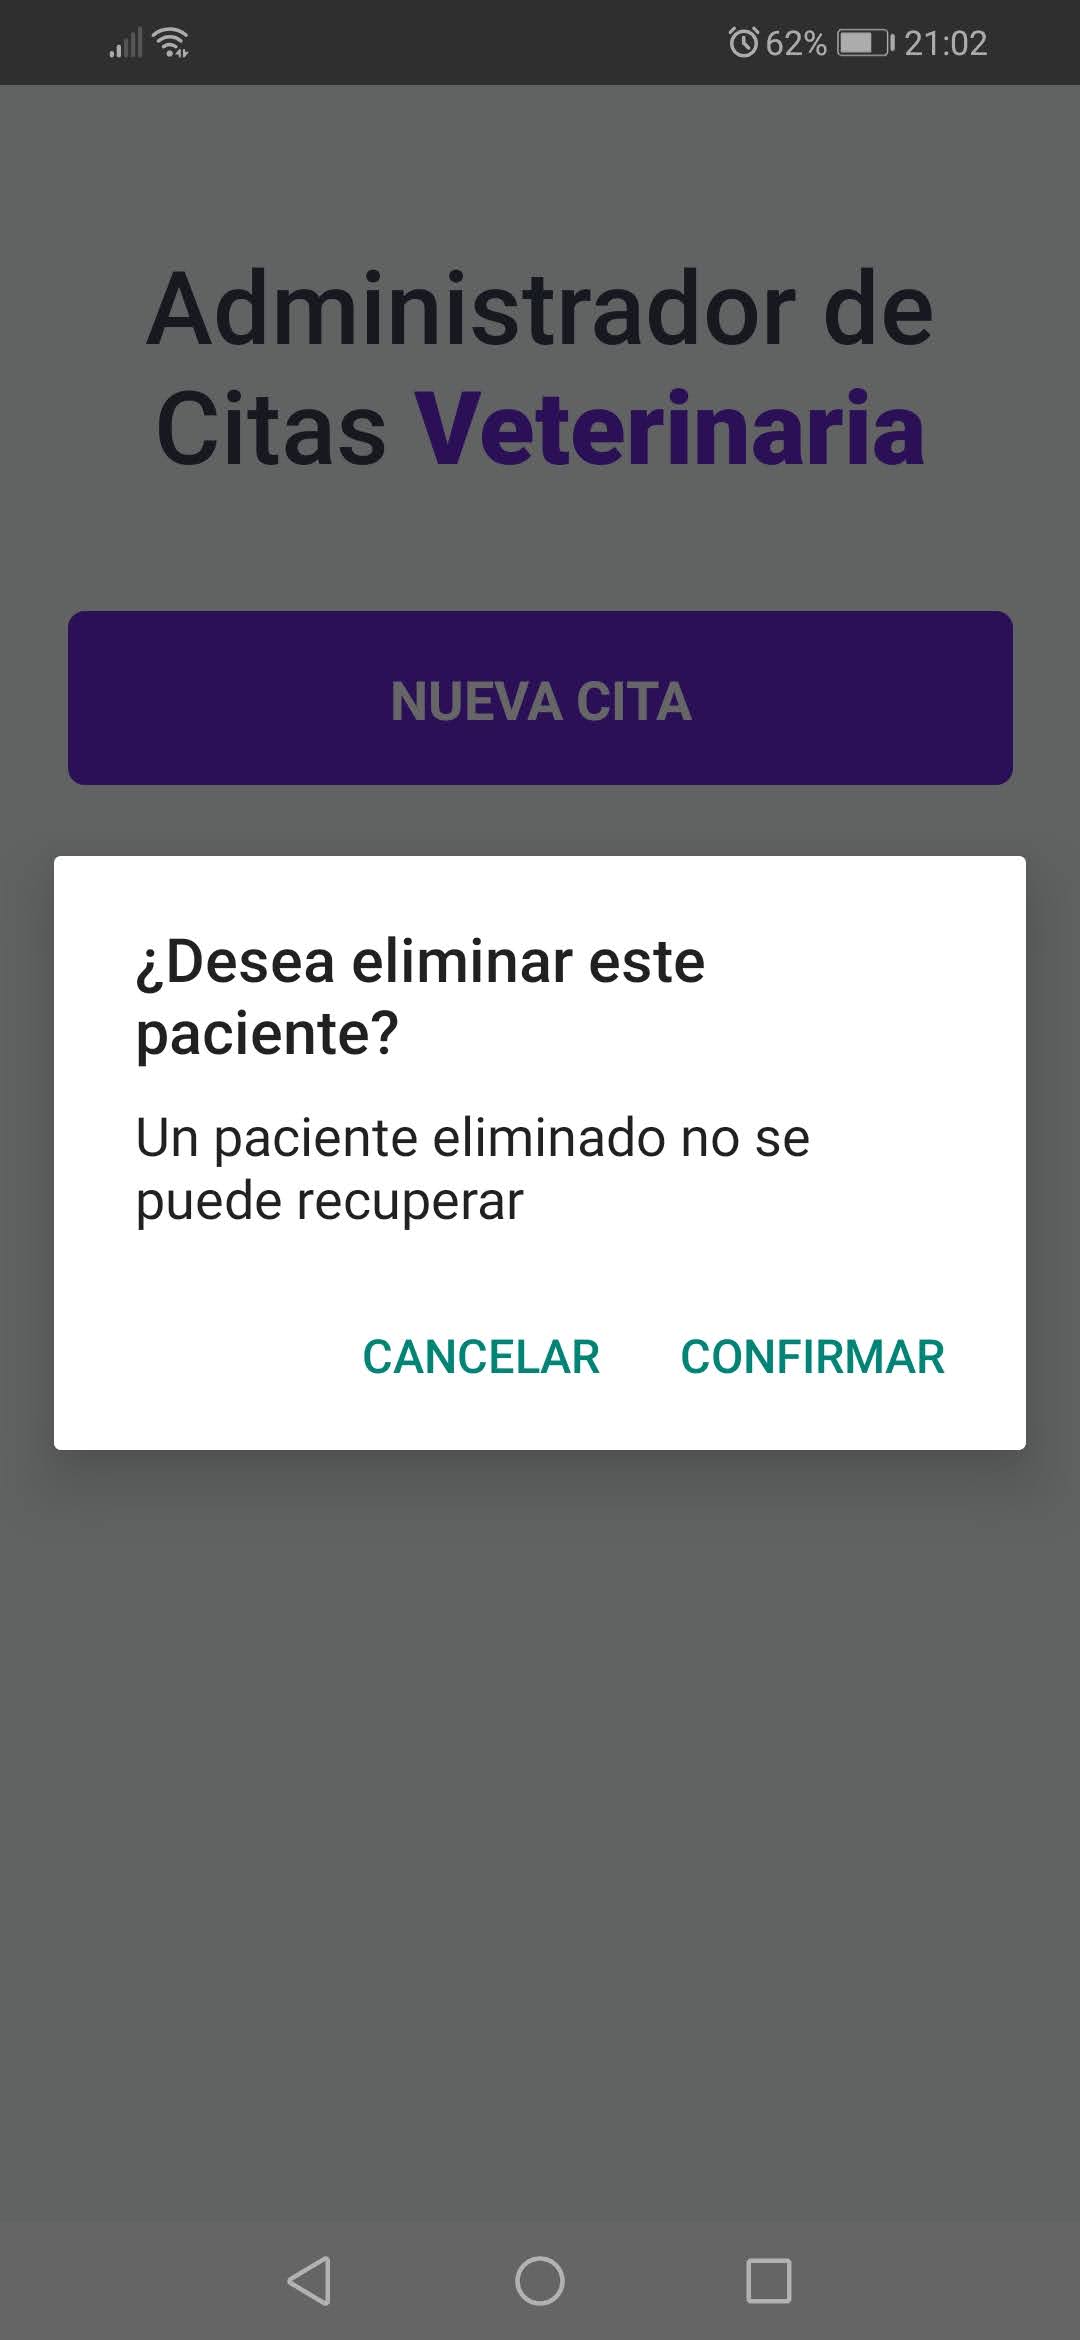 62% 21:02
Administrador de
Citas Veterinaria
NUEVA CITA
¿Desea eliminar este
paciente?
Un paciente eliminado no se
puede recuperar
CANCELAR CONFIRMAR